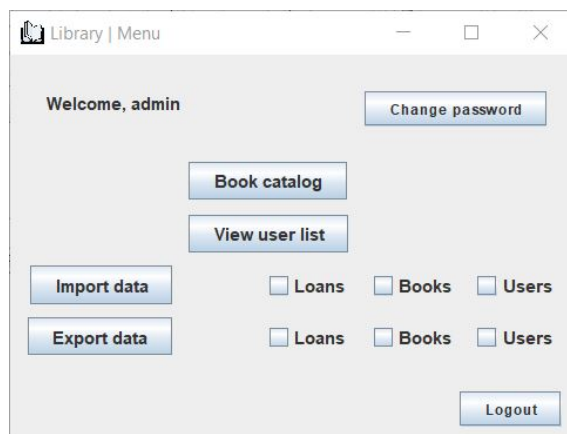 Library | Menu
Welcome, admin
Change password
Book catalog
View user list
Import data Loans Books Users
Export data Loans Books Users
Logout